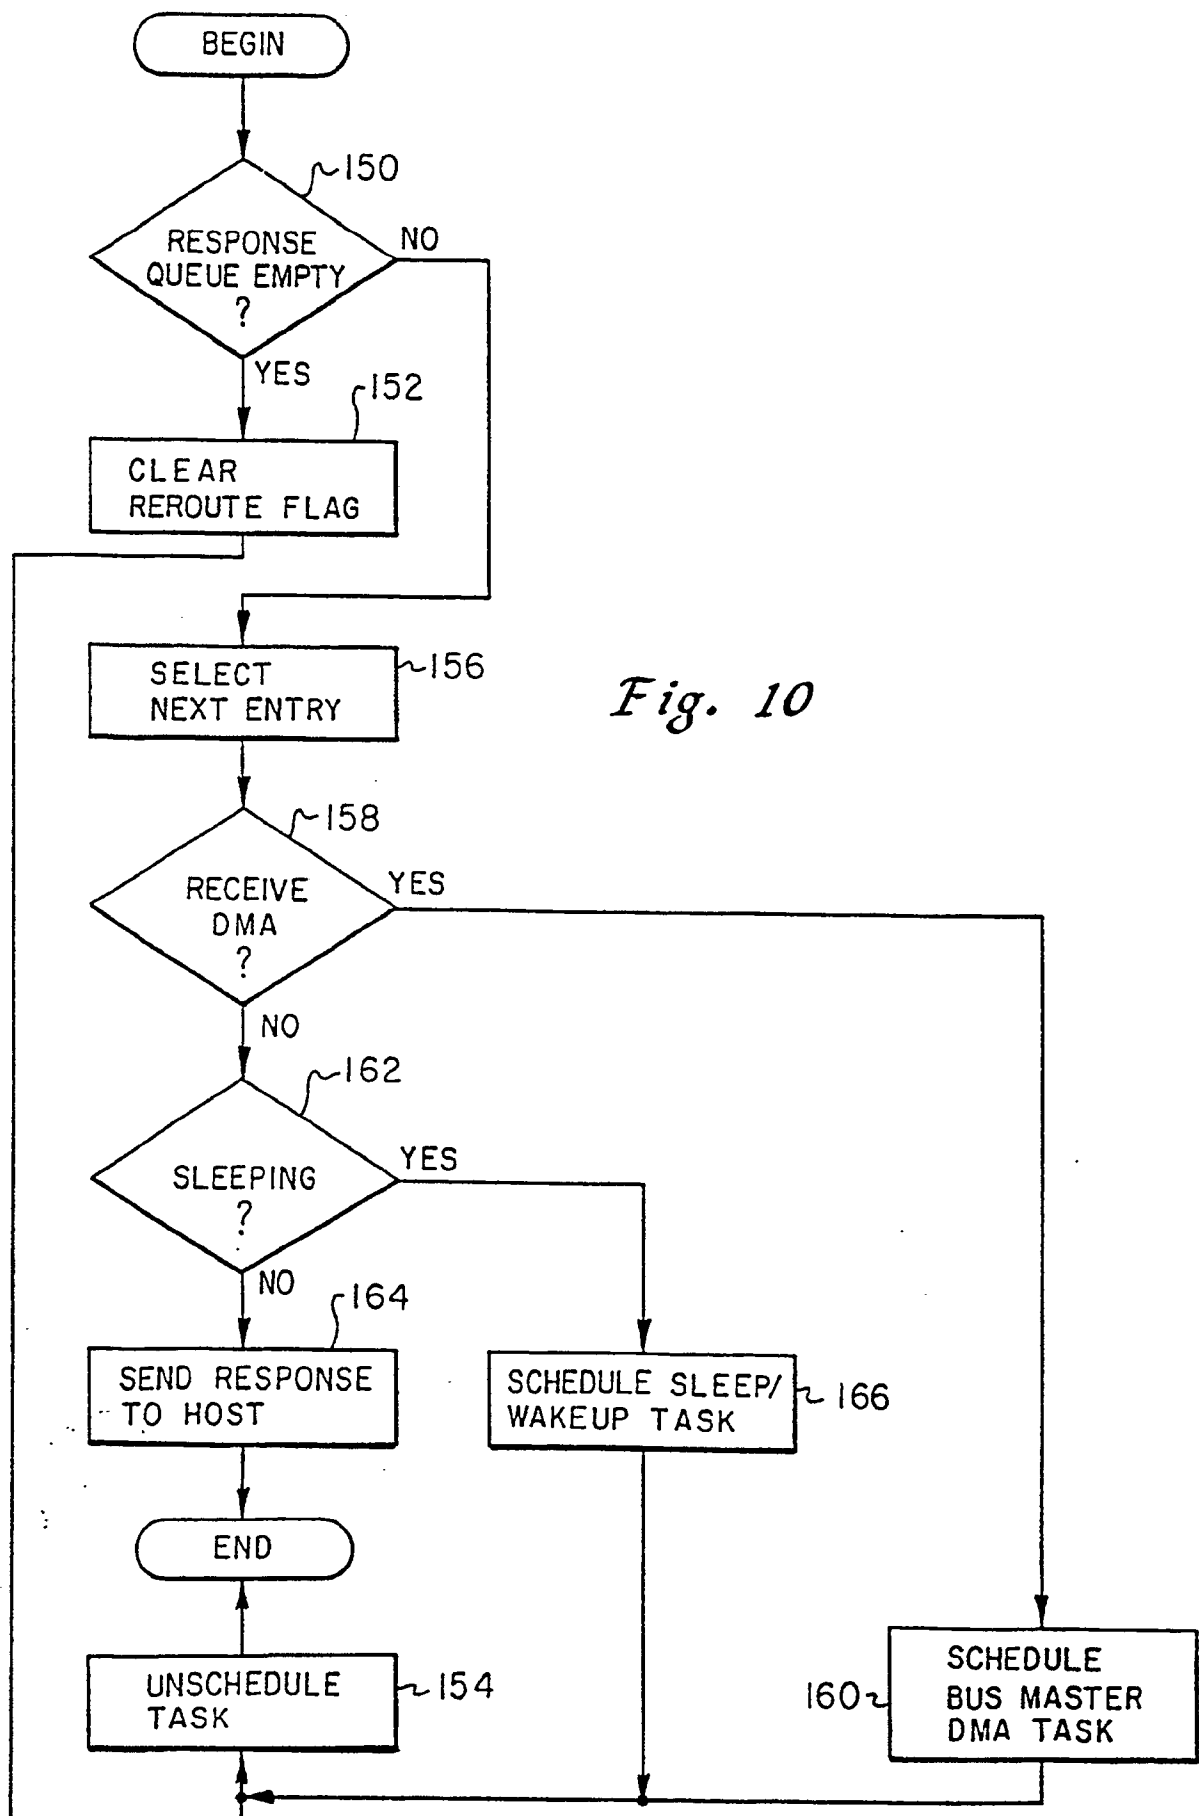 BEGIN
150
RESPONSE
QUEUE EMPTY
?
NO
YES
152
CLEAR
REROUTE FLAG
156
SELECT
NEXT ENTRY
Fig. 10
158
RECEIVE
DMA
?
YES
NO
162
SLEEPING
?
YES
NO
164
SEND RESPONSE
TO HOST
SCHEDULE SLEEP/
WAKEUP TASK
166
END
UNSCHEDULE
TASK
154
160
SCHEDULE
BUS MASTER
DMA TASK